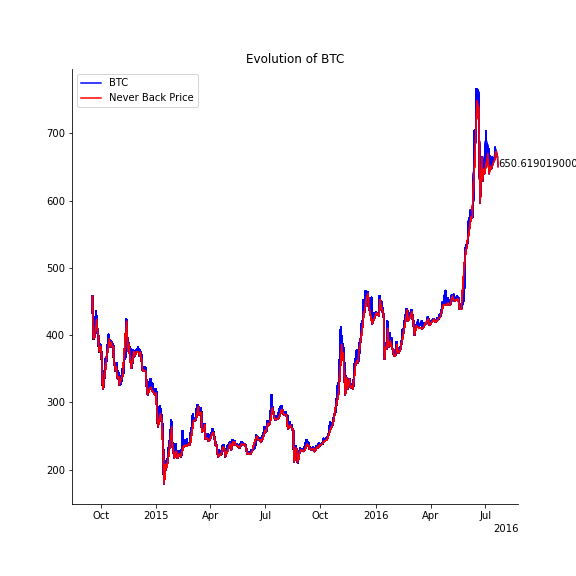 Evolution of BTC
BTC
Never Back Price
700
600
500
400
300
200
650.619019000
Oct
2015
Apr
Jul
Oct
2016
Apr
Jul
2016